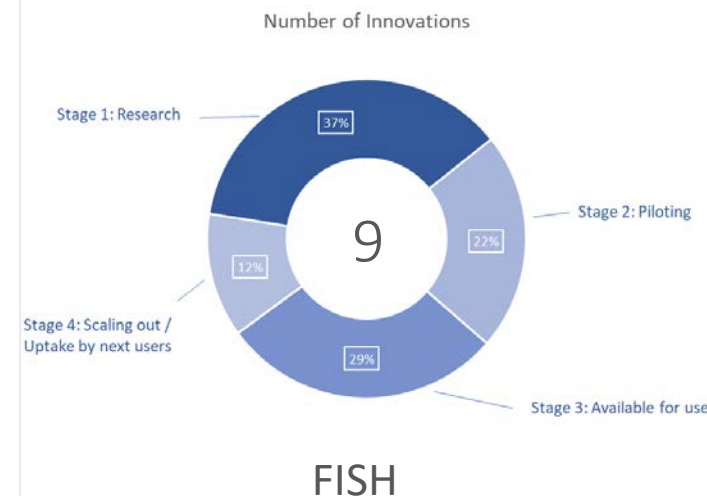 Number of Innovations
Stage 1: Research
37%
9
Stage 2: Piloting
22%
12%
Stage 4: Scaling out /
Uptake by next users
29%
Stage 3: Available for use
FISH